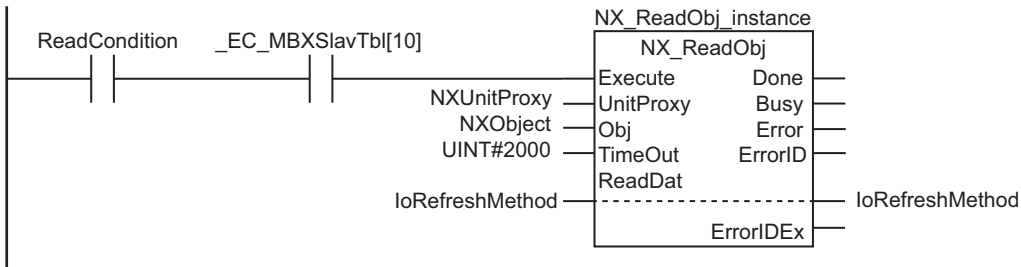 NX_ReadObj_instance
ReadCondition _EC_MBXSlavTbl[10] NX_ReadObj
Execute Done
NXUnitProxy UnitProxy Busy
NXObject Obj Error
UINT#2000 TimeOut ErrorID
ReadDat
IoRefreshMethod IoRefreshMethod
ErrorIDEx